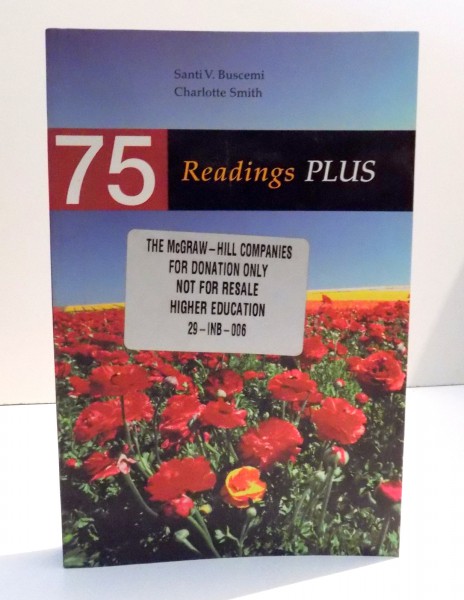 Santi V. Buscemi
Charlotte Smith
75 Readings PLUS
THE McGRAW-HILL COMPANIES
FOR DONATION ONLY
NOT FOR RESALE
HIGHER EDUCATION
29-INB-006